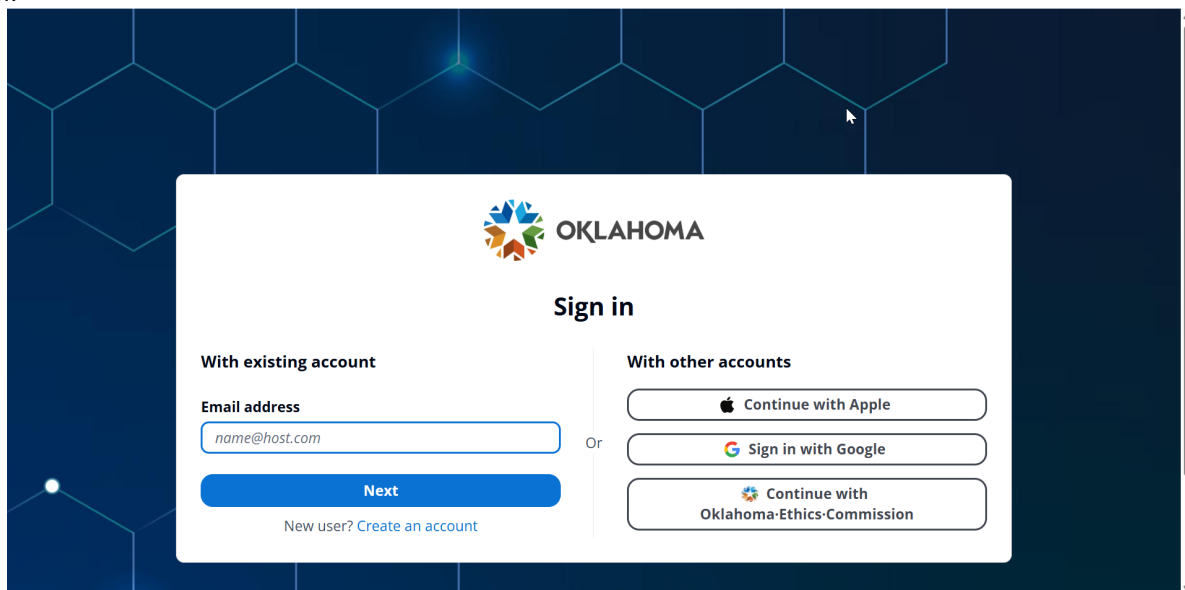 OKLAHOMA
Sign in
With existing account
Email address
name@host.com
Next
New user? Create an account
Or
With other accounts
Continue with Apple
Sign in with Google
Continue with
Oklahoma·Ethics·Commission